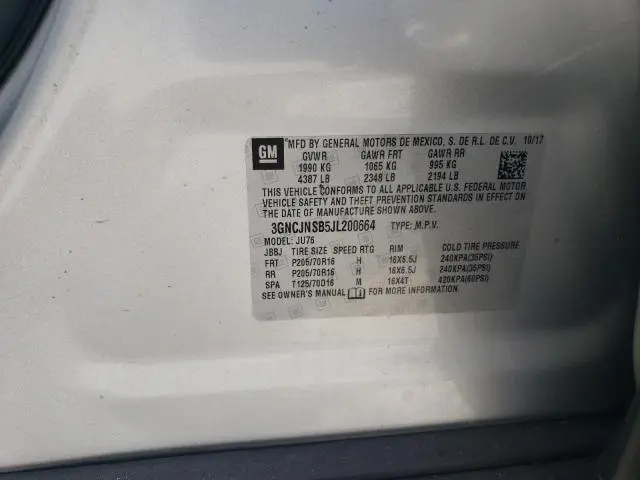 GM
MFD BY GENERAL MOTORS DE MEXICO, S. DE R.L. DE C.V. 10/17
GVWR GAWR FRT GAWR RR
1990 KG 1065 KG 995 KG
4387 LB 2348 LB 2194 LB
THIS VEHICLE CONFORMS TO ALL APPLICABLE U.S. FEDERAL MOTOR
VEHICLE SAFETY AND THEFT PREVENTION STANDARDS IN EFFECT ON
THE DATE OF MANUFACTURE SHOWN ABOVE.
3GNCJNSB5JL200664 TYPE: M.P.V.
MODEL: JU76
JBBJ TIRE SIZE SPEED RTG RIM COLD TIRE PRESSURE
FRT P205/70R16 H 16X6.5J 240KPA(35PSI)
RR P205/70R16 H 16X6.5J 240KPA(35PSI)
SPA T125/70D16 M 16X4T 420KPA(60PSI)
SEE OWNER'S MANUAL FOR MORE INFORMATION.